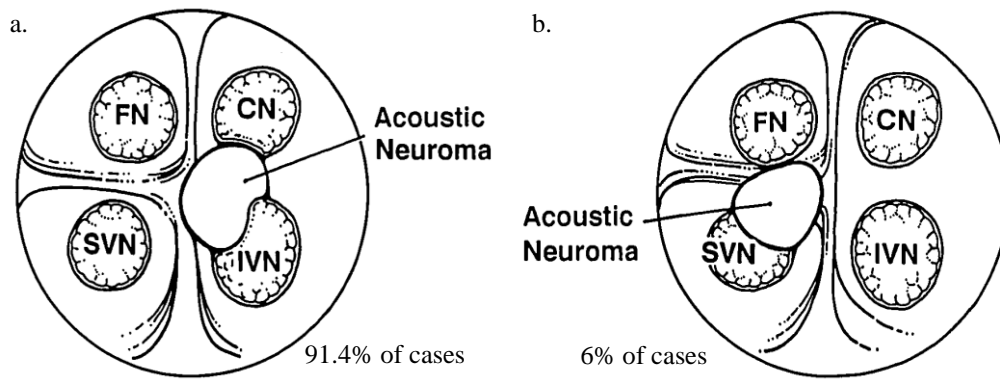 a.
FN
CN
Acoustic
Neuroma
SVN
IVN
91.4% of cases
b.
FN
CN
Acoustic
Neuroma
SVN
IVN
6% of cases